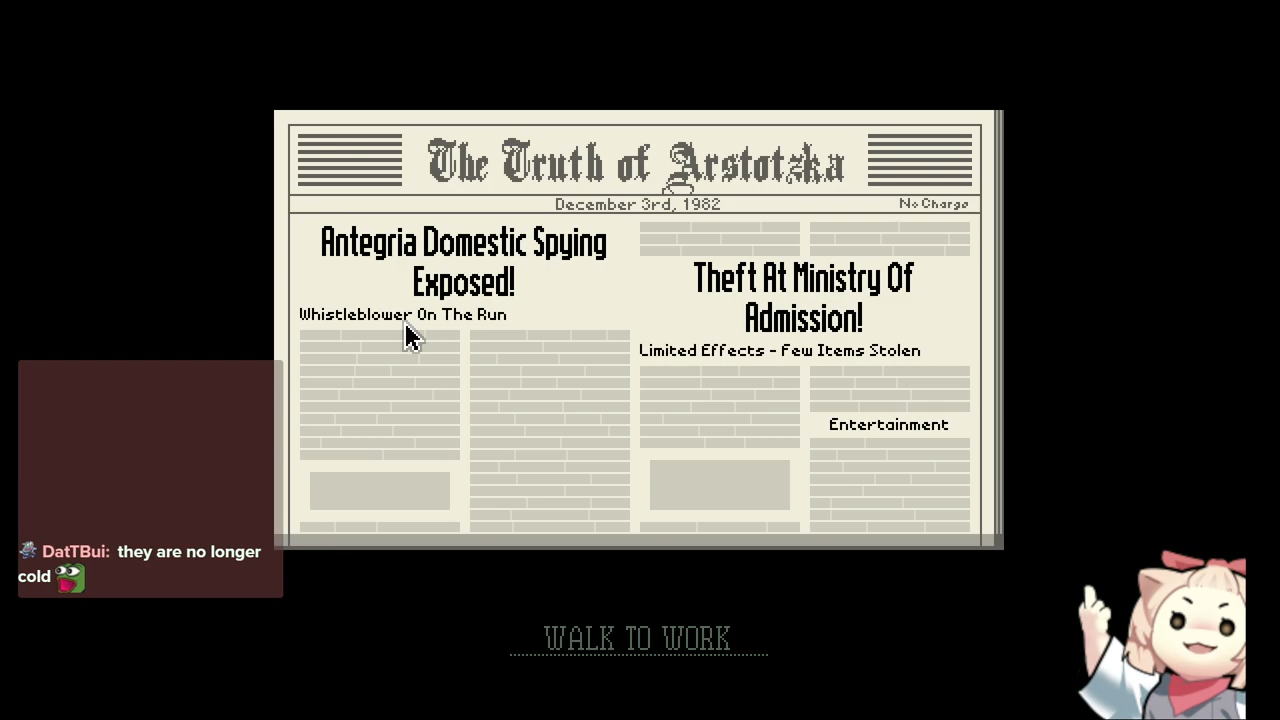 The Truth of Arstotzka
December 3rd, 1982
No Charge
Antegria Domestic Spying
Exposed!
Whistleblower On The Run
Theft At Ministry Of
Admission!
Limited Effects - Few Items Stolen
Entertainment
DatTBui: they are no longer
cold
WALK TO WORK